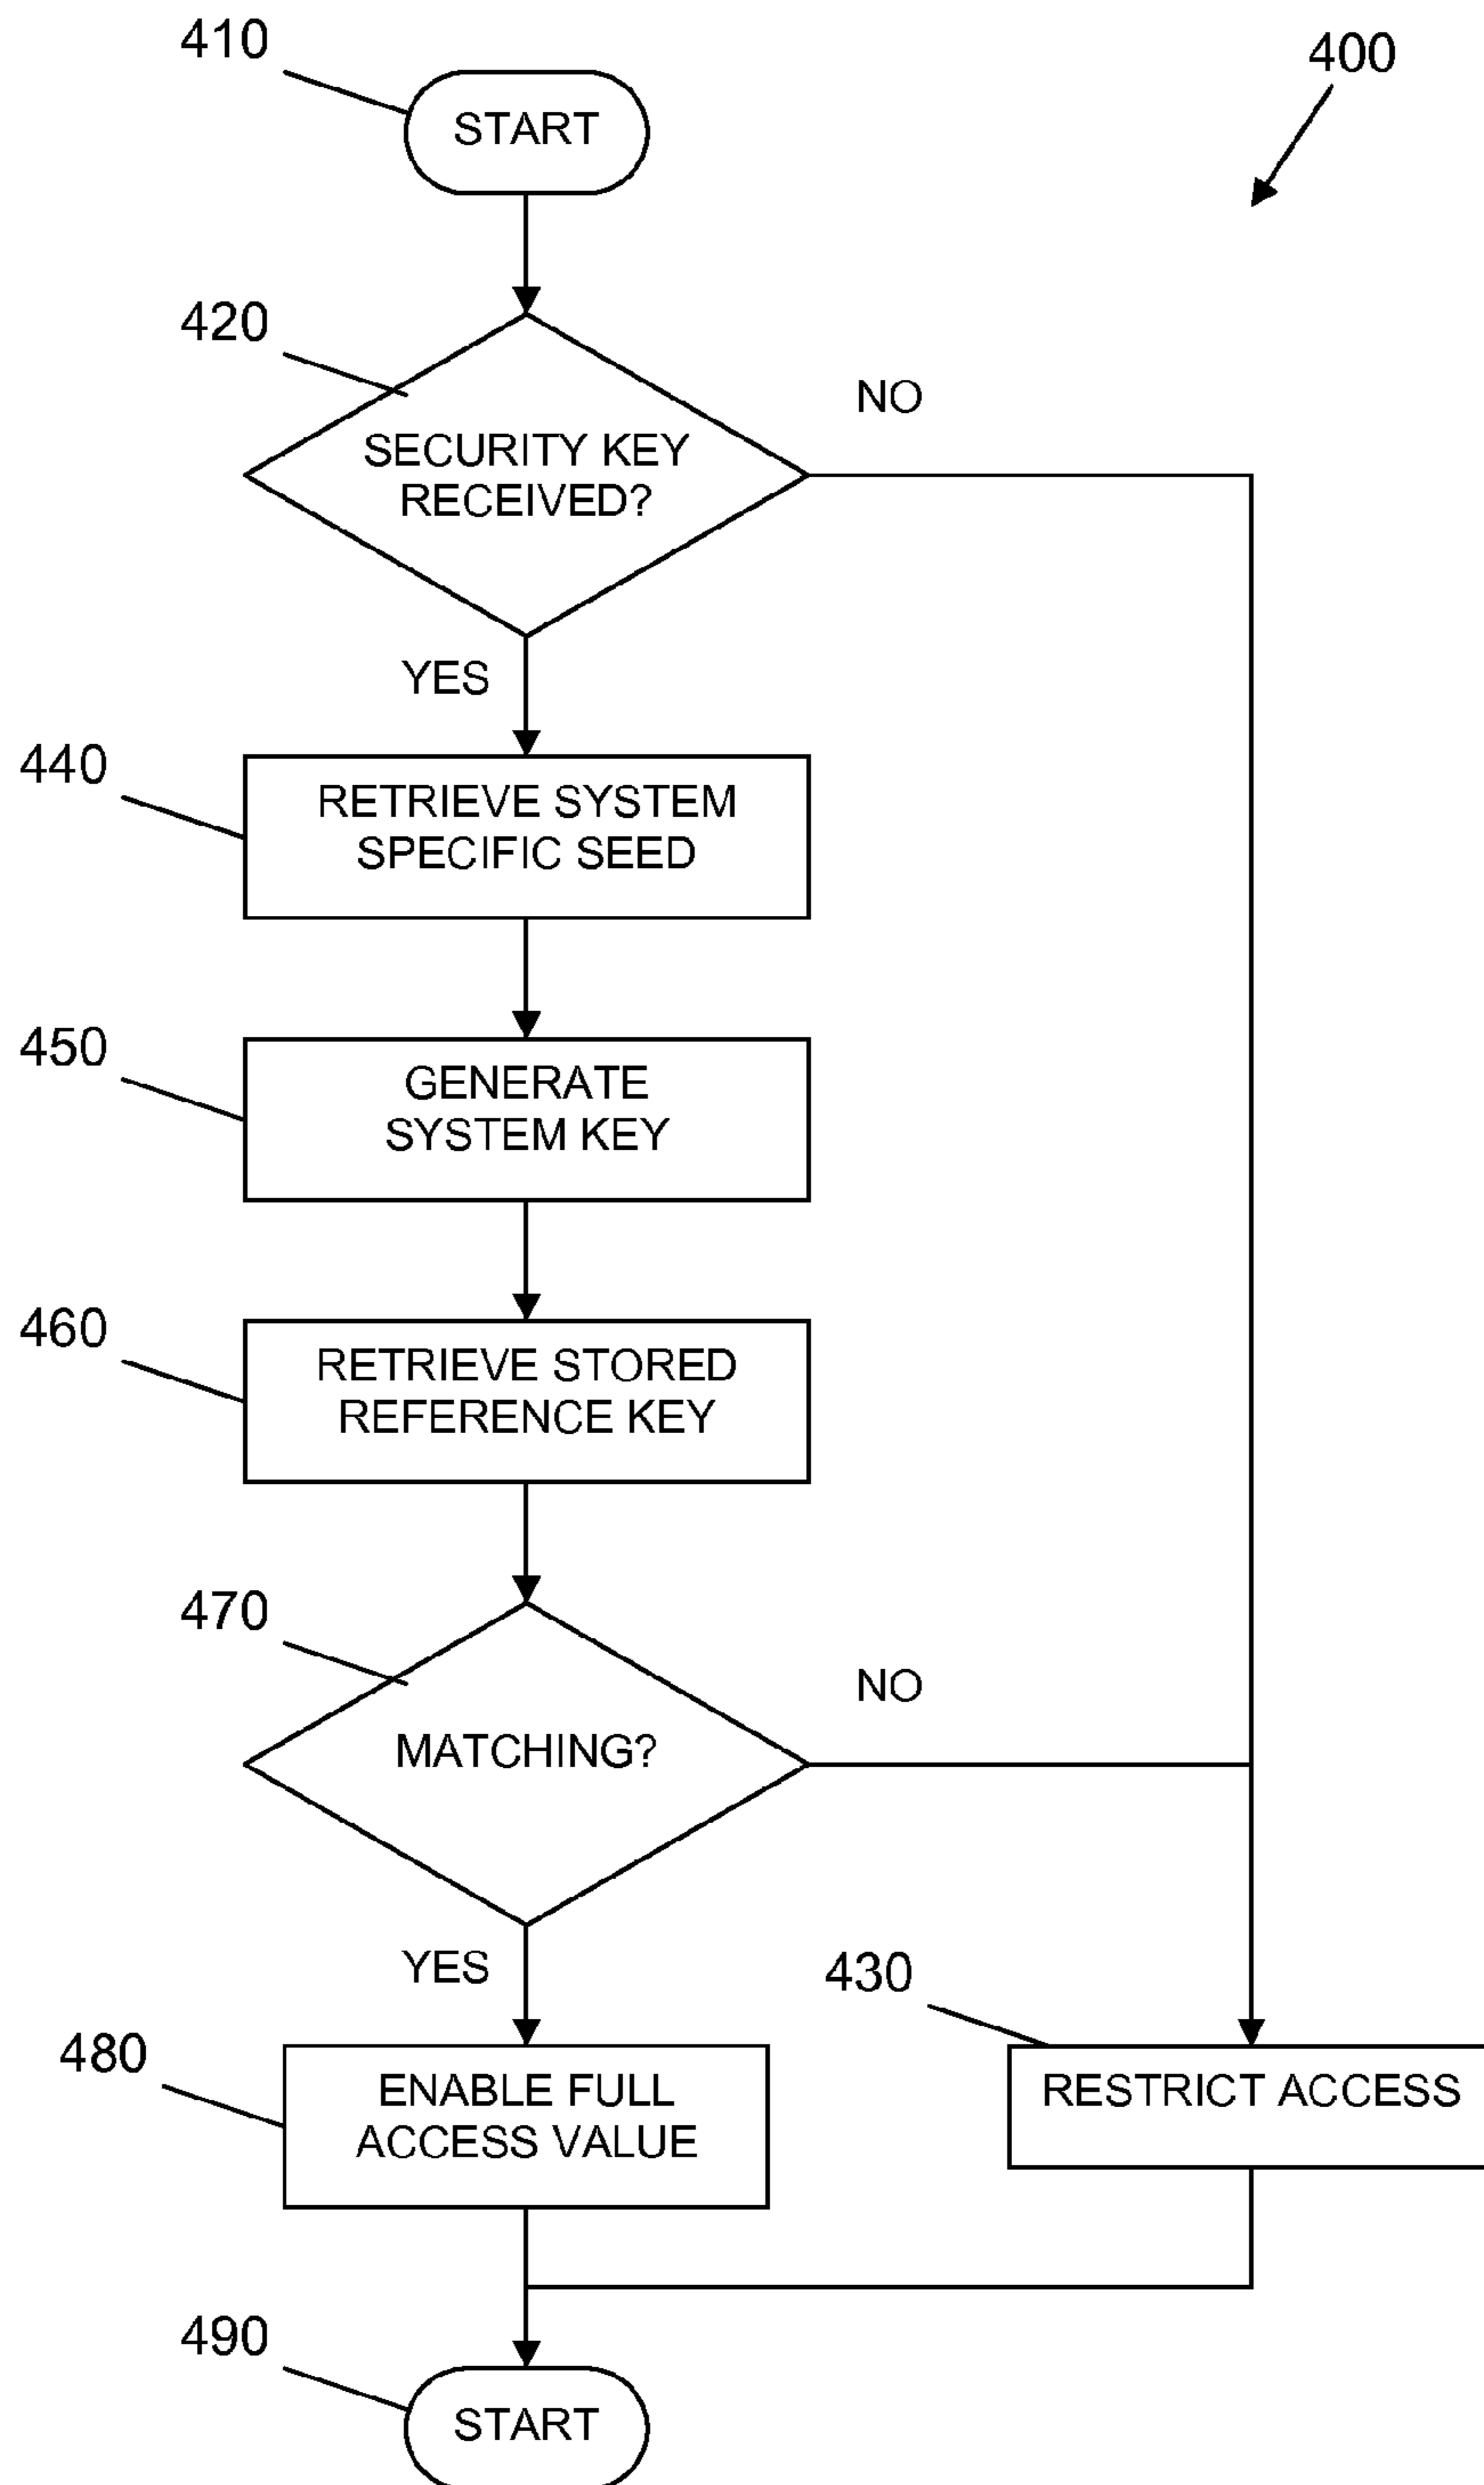 410
400
START
420
NO
SECURITY KEY
RECEIVED?
YES
440
RETRIEVE SYSTEM
SPECIFIC SEED
450
GENERATE
SYSTEM KEY
460
RETRIEVE STORED
REFERENCE KEY
470
NO
MATCHING?
YES
430
480
ENABLE FULL
ACCESS VALUE
RESTRICT ACCESS
490
START